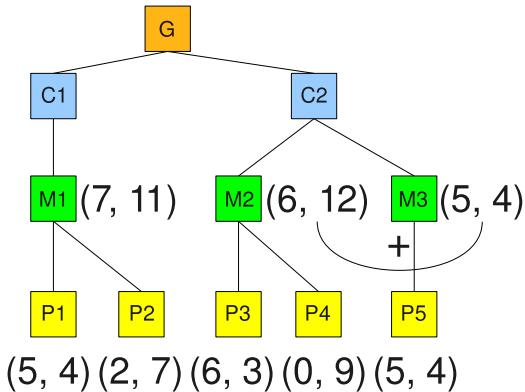 G
C1 C2
M1 (7, 11) M2 (6, 12) M3 (5, 4)
+
P1 P2 P3 P4 P5
(5, 4) (2, 7) (6, 3) (0, 9) (5, 4)